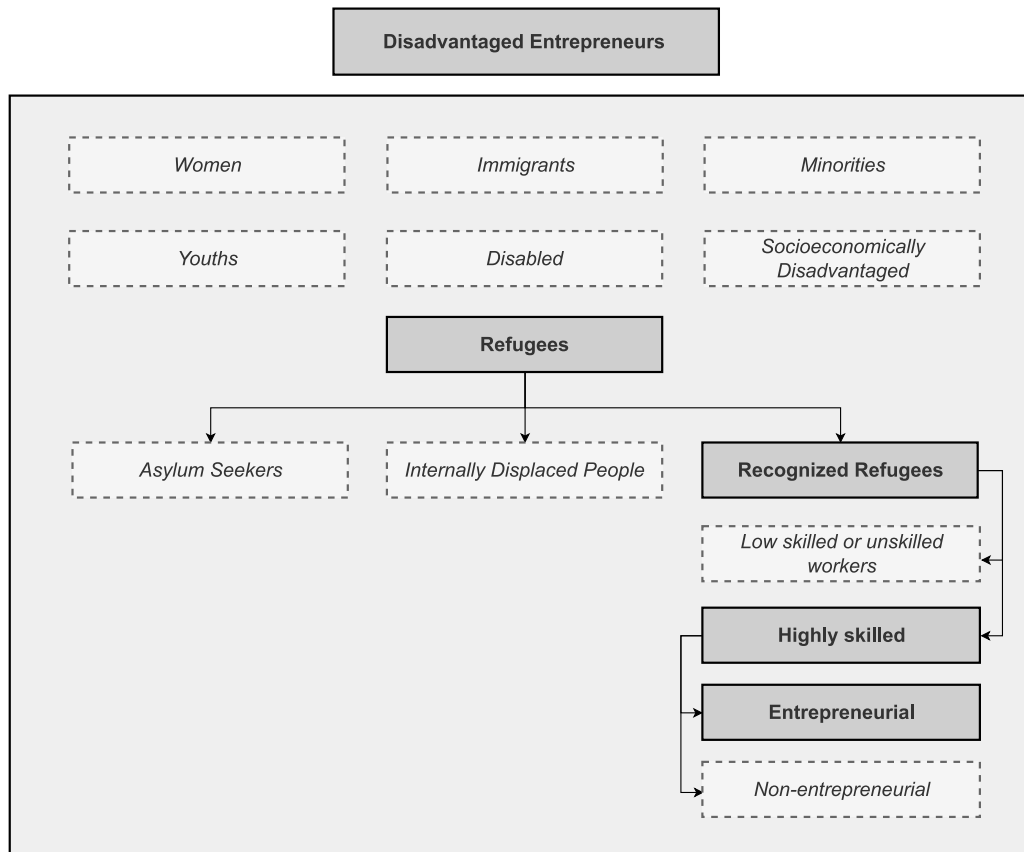 Disadvantaged Entrepreneurs
Women
Immigrants
Minorities
Youths
Disabled
Socioeconomically
Disadvantaged
Refugees
Asylum Seekers
Internally Displaced People
Recognized Refugees
Low skilled or unskilled
workers
Highly skilled
Entrepreneurial
Non-entrepreneurial